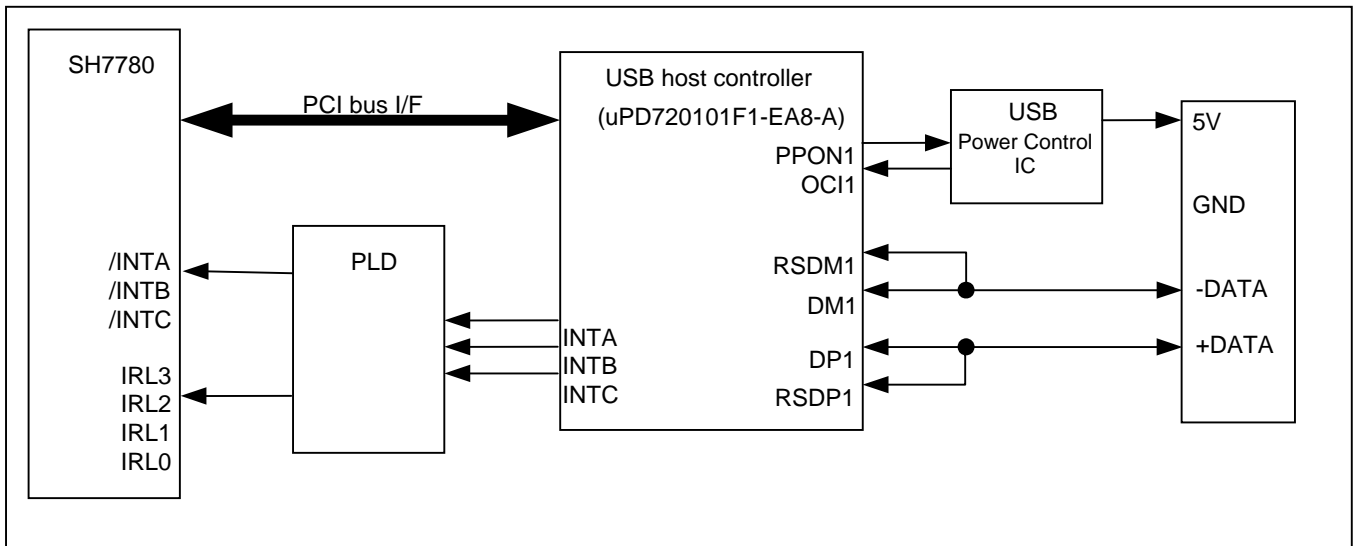 SH7780
PCI bus I/F
/INTA
/INTB
/INTC
IRL3
IRL2
IRL1
IRL0
PLD
USB host controller
(uPD720101F1-EA8-A)
PPON1
OCI1
RSDM1
DM1
DP1
RSDP1
INTA
INTB
INTC
USB
Power Control
IC
5V
GND
-DATA
+DATA